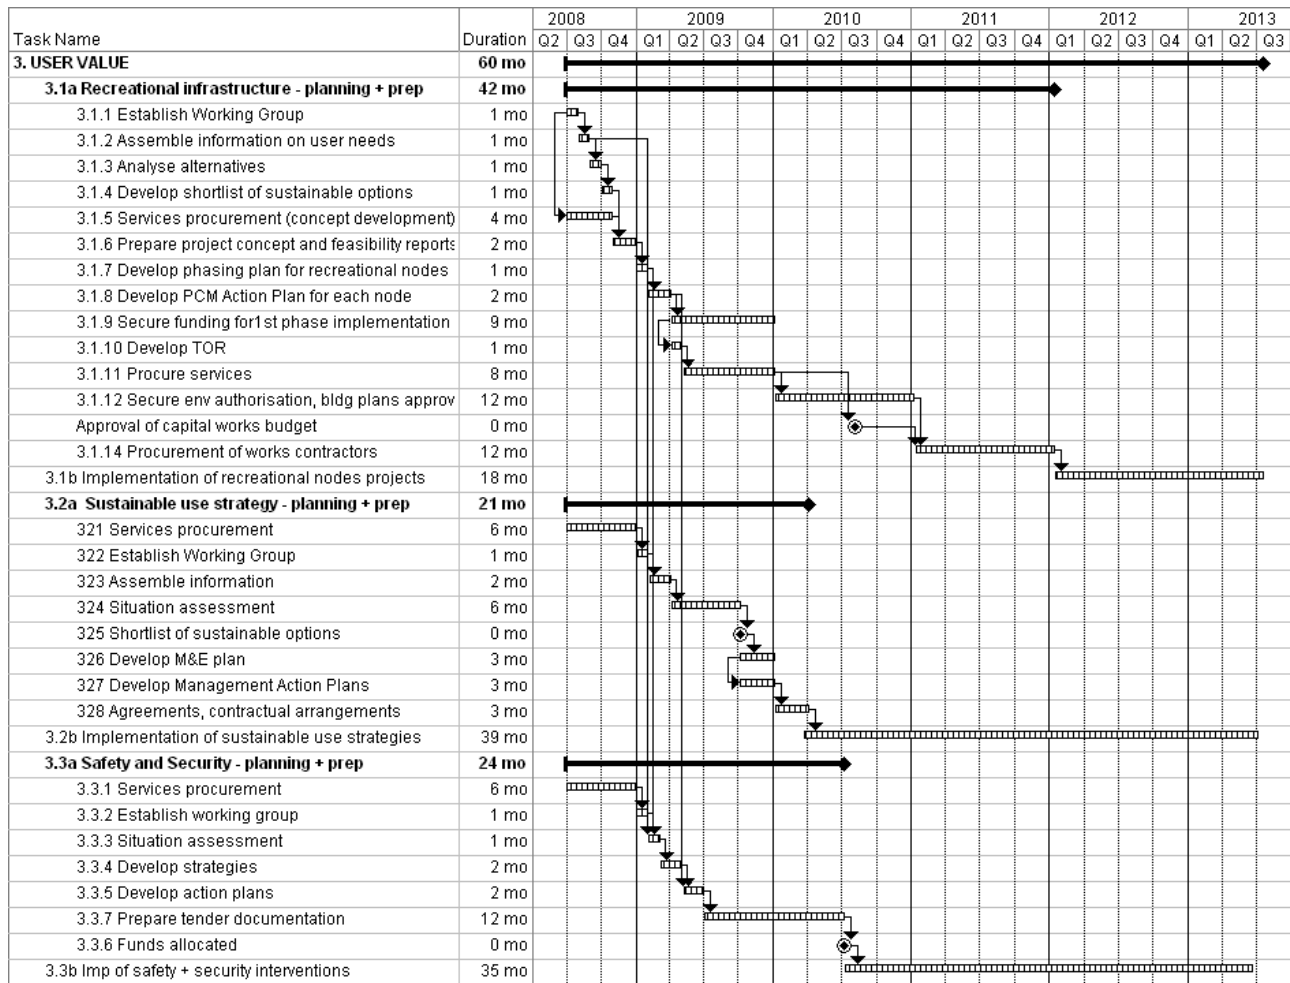 2008 2009 2010 2011 2012 2013
Task Name Duration Q2 Q3 Q4 Q1 Q2 Q3 Q4 Q1 Q2 Q3 Q4 Q1 Q2 Q3 Q4 Q1 Q2 Q3 Q4 Q1 Q2 Q3
3. USER VALUE 60 mo
3.1a Recreational infrastructure - planning + prep 42 mo
3.1.1 Establish Working Group 1 mo
3.1.2 Assemble information on user needs 1 mo
3.1.3 Analyse alternatives 1 mo
3.1.4 Develop shortlist of sustainable options 1 mo
3.1.5 Services procurement (concept development) 4 mo
3.1.6 Prepare project concept and feasibility reports 2 mo
3.1.7 Develop phasing plan for recreational nodes 1 mo
3.1.8 Develop PCM Action Plan for each node 2 mo
3.1.9 Secure funding for1st phase implementation 9 mo
3.1.10 Develop TOR 1 mo
3.1.11 Procure services 8 mo
3.1.12 Secure env authorisation, bldg plans approv 12 mo
Approval of capital works budget 0 mo
3.1.14 Procurement of works contractors 12 mo
3.1b Implementation of recreational nodes projects 18 mo
3.2a Sustainable use strategy - planning + prep 21 mo
321 Services procurement 6 mo
322 Establish Working Group 1 mo
323 Assemble information 2 mo
324 Situation assessment 6 mo
325 Shortlist of sustainable options 0 mo
326 Develop M&E plan 3 mo
327 Develop Management Action Plans 3 mo
328 Agreements, contractual arrangements 3 mo
3.2b Implementation of sustainable use strategies 39 mo
3.3a Safety and Security - planning + prep 24 mo
3.3.1 Services procurement 6 mo
3.3.2 Establish working group 1 mo
3.3.3 Situation assessment 1 mo
3.3.4 Develop strategies 2 mo
3.3.5 Develop action plans 2 mo
3.3.7 Prepare tender documentation 12 mo
3.3.6 Funds allocated 0 mo
3.3b Imp of safety + security interventions 35 mo